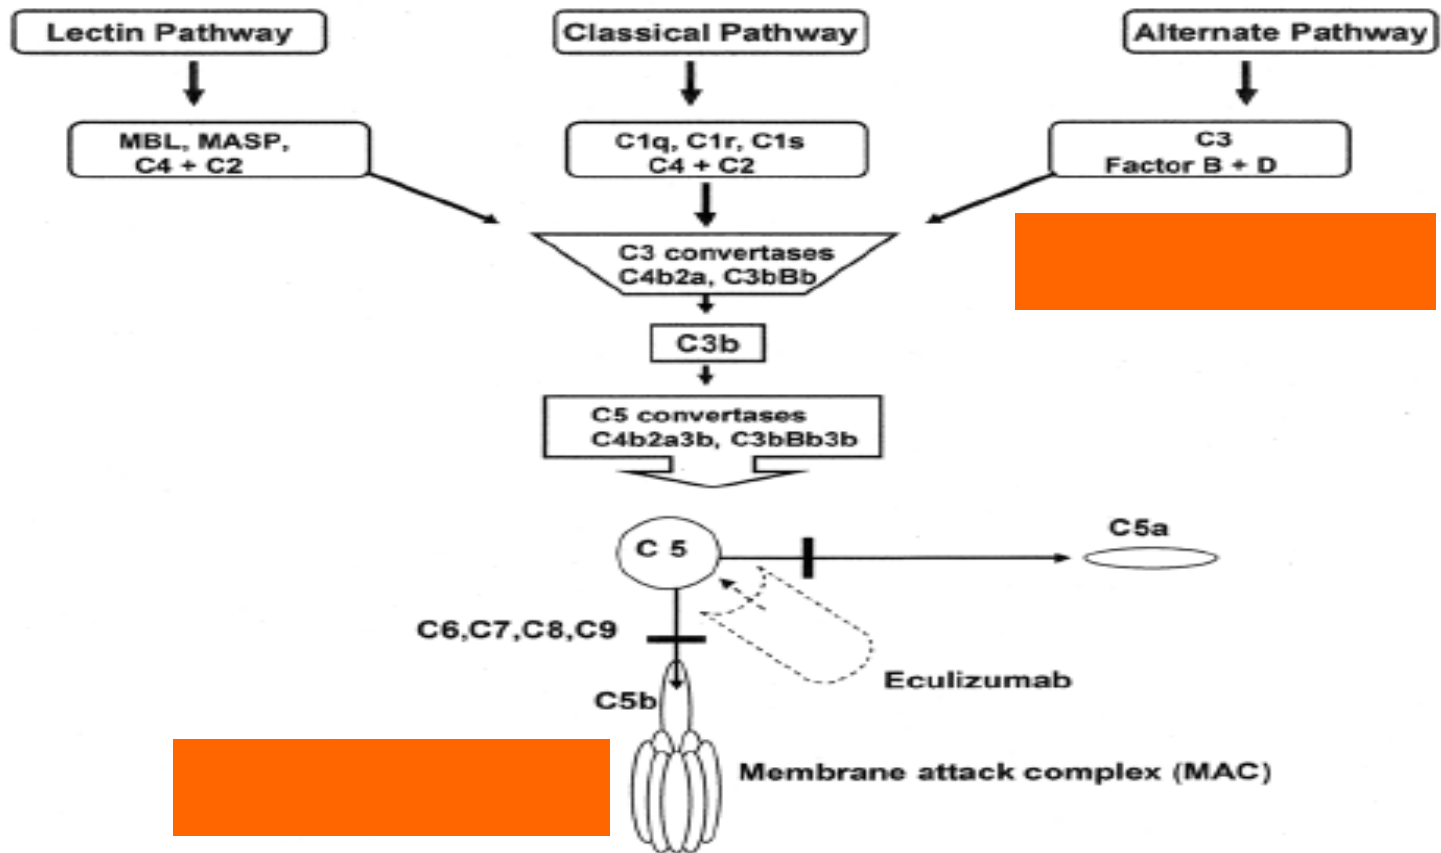 Lectin Pathway
Classical Pathway
Alternate Pathway
MBL, MASP,
C4 + C2
C1q, C1r, C1s
C4 + C2
C3
Factor B + D
C3 convertases
C4b2a, C3bBb
C3b
C5 convertases
C4b2a3b, C3bBb3b
C 5
C5a
C6,C7,C8,C9
Eculizumab
C5b
Membrane attack complex (MAC)